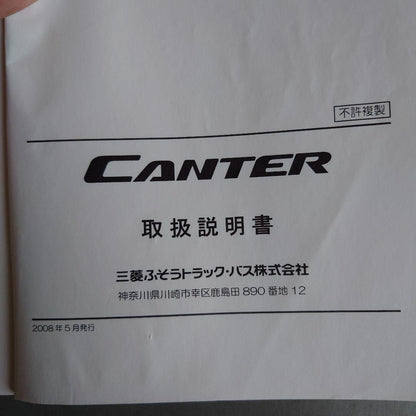 不許複製
CANTER
取扱説明書
三菱ふそうトラック・バス株式会社
神奈川県川崎市幸区鹿島田 890 番地 12
2008 年 5 月発行